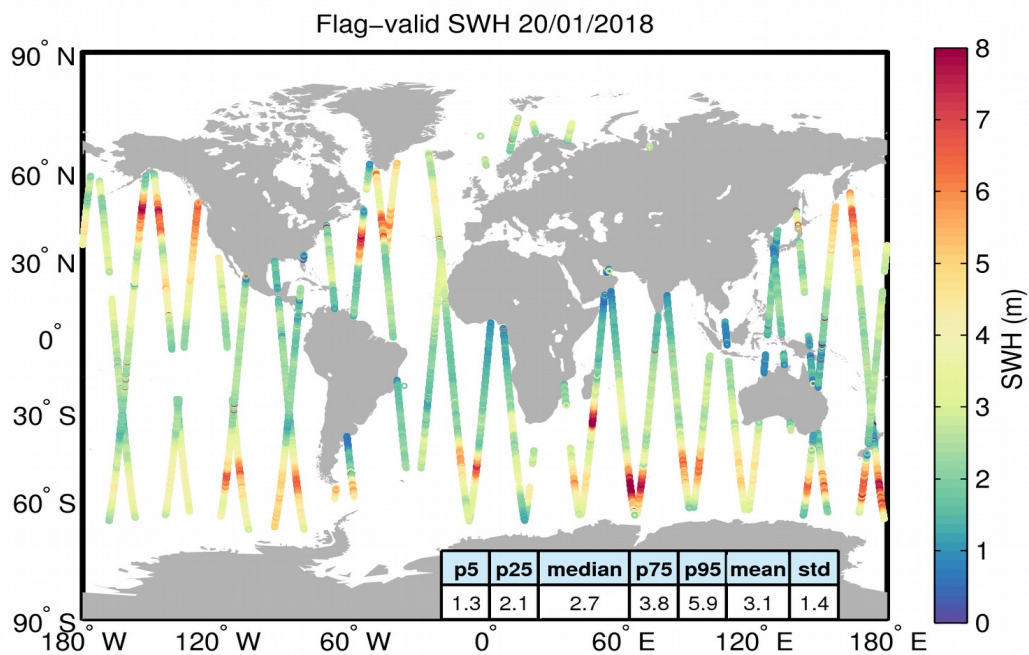 Flag−valid SWH 20/01/2018
90° N
60° N
30° N
0°
30° S
60° S
90° S
180° W
120° W
60° W
0°
60° E
120° E
180° E
p5 p25 median p75 p95 mean std
1.3 2.1 2.7 3.8 5.9 3.1 1.4
8
7
6
5
4
3
2
1
0
SWH (m)